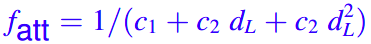 f_att = 1/(c_1 + c_2 d_L + c_2 d_L^2)